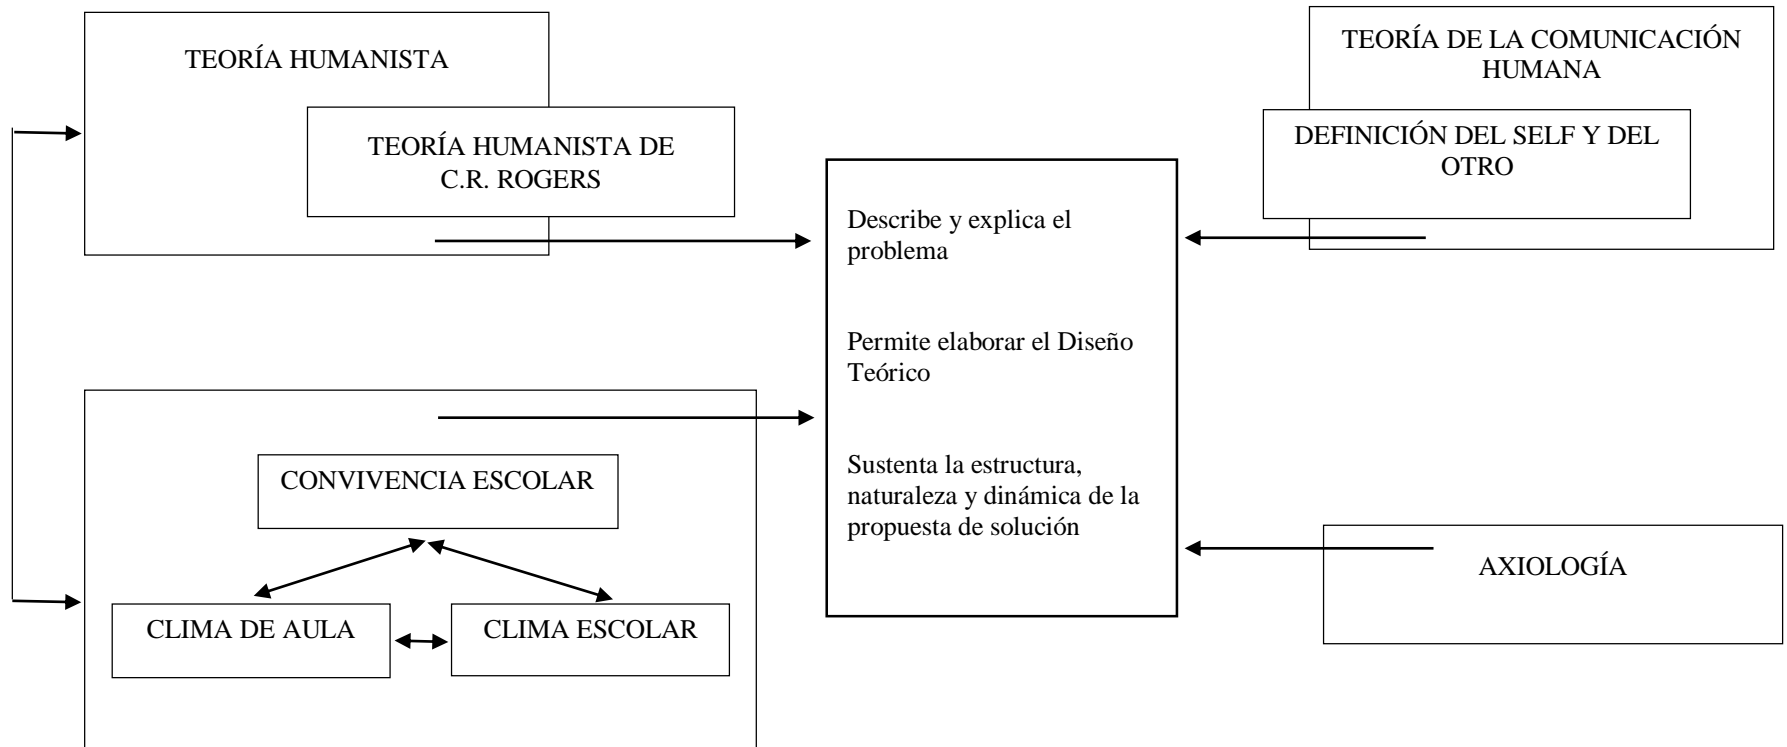 TEORÍA HUMANISTA
TEORÍA HUMANISTA DE
C.R. ROGERS
TEORÍA DE LA COMUNICACIÓN
HUMANA
DEFINICIÓN DEL SELF Y DEL
OTRO
Describe y explica el
problema
Permite elaborar el Diseño
Teórico
Sustenta la estructura,
naturaleza y dinámica de la
propuesta de solución
CONVIVENCIA ESCOLAR
CLIMA DE AULA
CLIMA ESCOLAR
AXIOLOGÍA